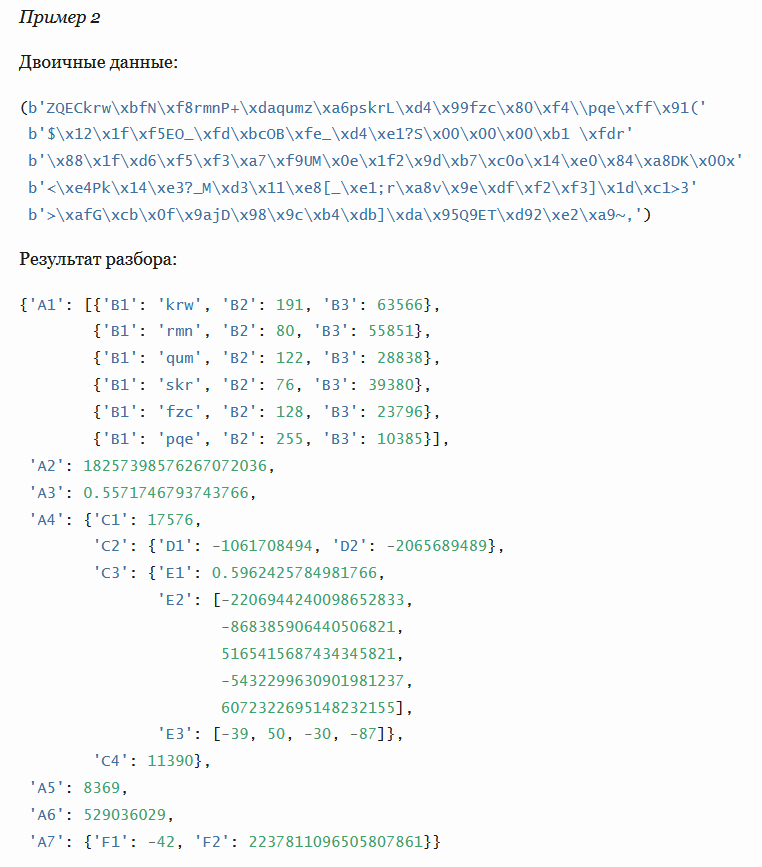 Пример 2
Двоичные данные:
(b'ZQECkrw\xbfN\xf8rmnP+\xdaqumz\xa6pskrL\xd4\x99fzc\x80\xf4\\pqe\xff\x91('
b'$\x12\x1f\xf5EO_\xfd\xbcOB\xfe_\xd4\xe1?S\x00\x00\x00\xb1 \xfdr'
b'\x88\x1f\xd6\xf5\xf3\xa7\xf9UM\x0e\x1f2\x9d\xb7\xc0o\x14\xe0\x84\xa8DK\x00x'
b'<\xe4Pk\x14\xe3?_M\xd3\x11\xe8[_\xe1;r\xa8v\x9e\xdf\xf2\xf3]\x1d\xc1>3'
b'>\xafG\xcb\x0f\x9ajD\x98\x9c\xb4\xdb]\xda\x95Q9ET\xd92\xe2\xa9~,')
Результат разбора:
{'A1': [{'B1': 'krw', 'B2': 191, 'B3': 63566},
{'B1': 'rmn', 'B2': 80, 'B3': 55851},
{'B1': 'qum', 'B2': 122, 'B3': 28838},
{'B1': 'skr', 'B2': 76, 'B3': 39380},
{'B1': 'fzc', 'B2': 128, 'B3': 23796},
{'B1': 'pqe', 'B2': 255, 'B3': 10385}],
'A2': 18257398576267072036,
'A3': 0.5571746793743766,
'A4': {'C1': 17576,
'C2': {'D1': -1061708494, 'D2': -2065689489},
'C3': {'E1': 0.5962425784981766,
'E2': [-2206944240098652833,
-868385906440506821,
5165415687434345821,
-5432299630901981237,
6072322695148232155],
'E3': [-39, 50, -30, -87]},
'C4': 11390},
'A5': 8369,
'A6': 529036029,
'A7': {'F1': -42, 'F2': 2237811096505807861}}